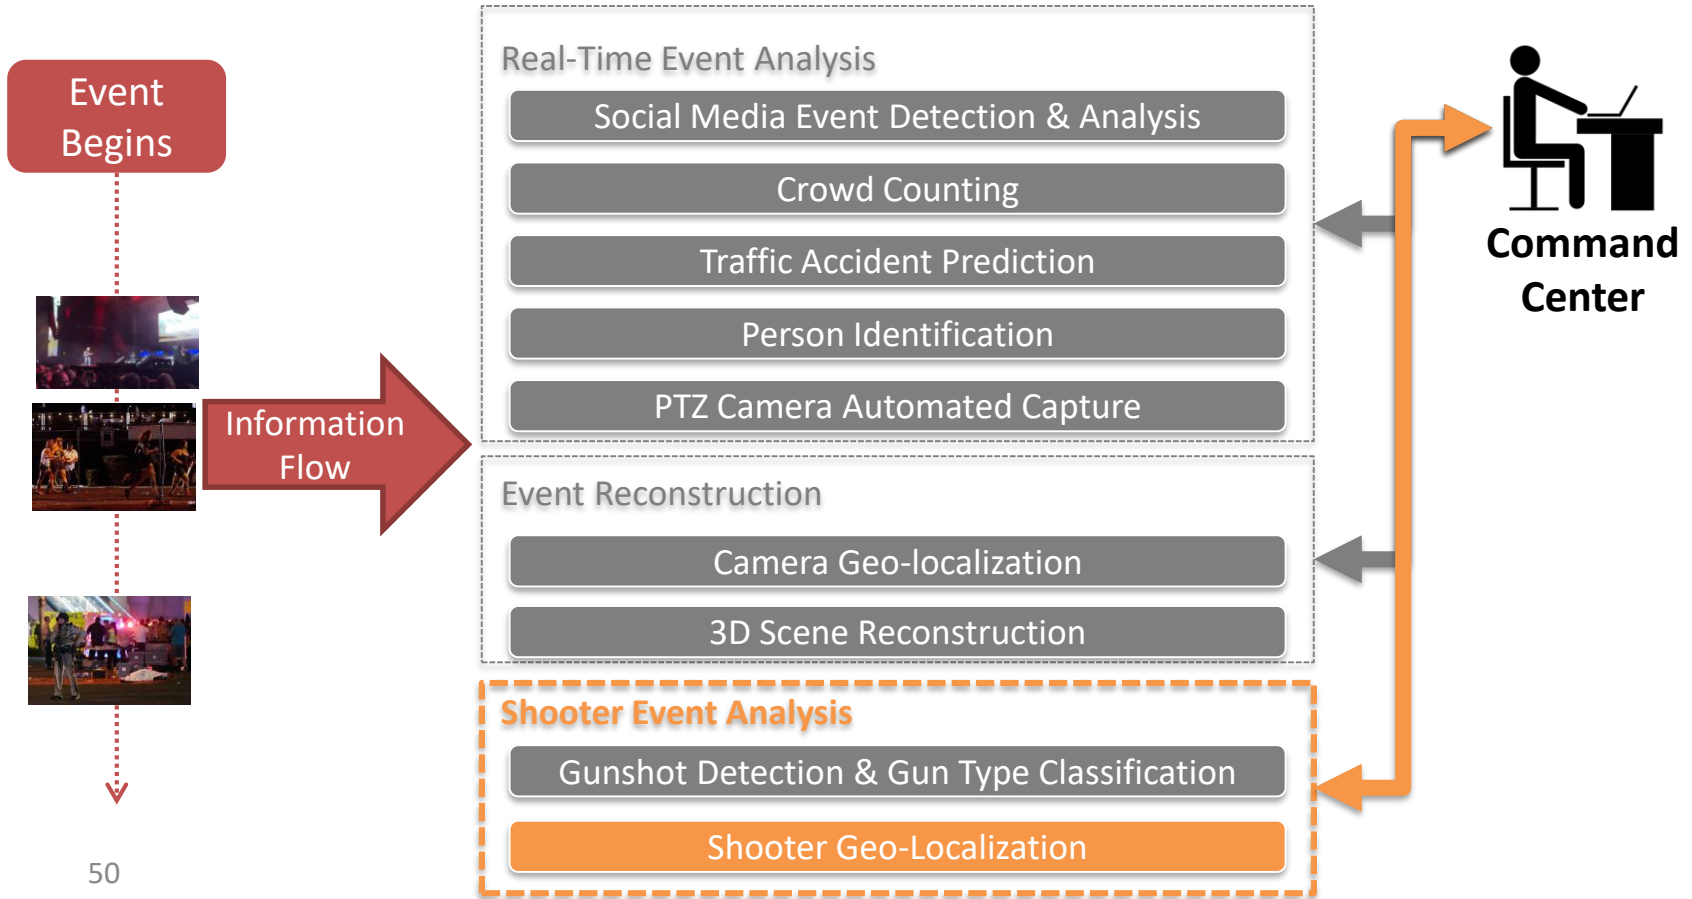 Event
Begins
Information
Flow
Real-Time Event Analysis
Social Media Event Detection & Analysis
Crowd Counting
Traffic Accident Prediction
Person Identification
PTZ Camera Automated Capture
Event Reconstruction
Camera Geo-localization
3D Scene Reconstruction
Shooter Event Analysis
Gunshot Detection & Gun Type Classification
Shooter Geo-Localization
Command
Center
50